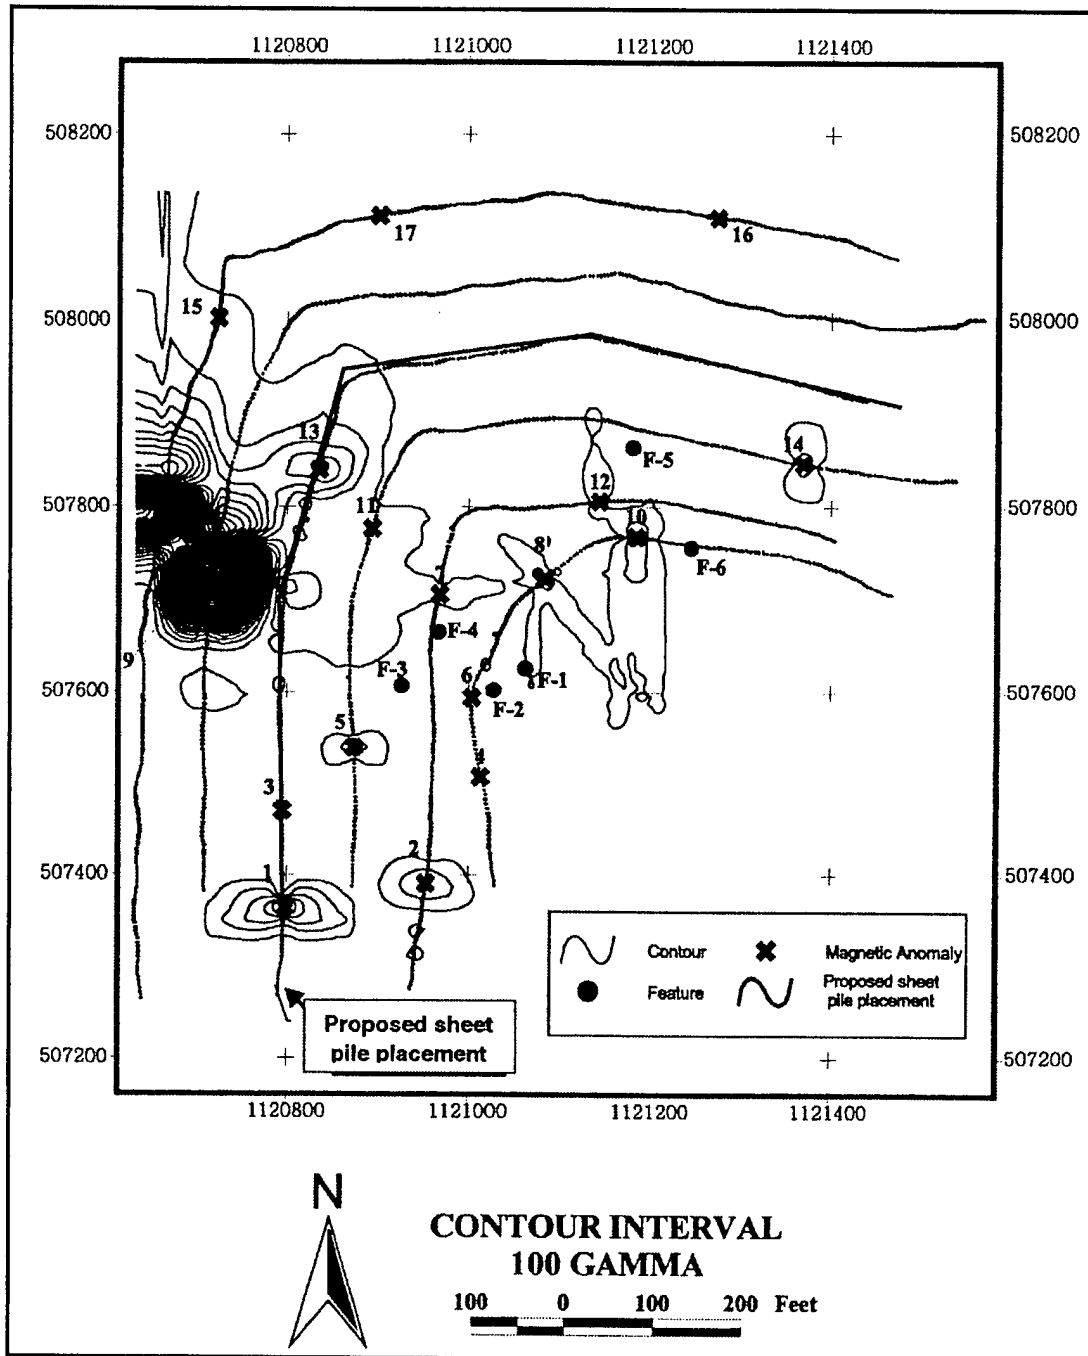 1120800 1121000 1121200 1121400
508200 508200
17 16
15
508000 508000
13 14
F-5
12
507800 507800
11 10
8
F-6
F-4
9 F-3 F-1
6
507600 F-2 507600
5 4
3
2
1
507400 507400
Contour Magnetic Anomaly
Feature Proposed sheet
pile placement
Proposed sheet
pile placement
507200 507200
1120800 1121000 1121200 1121400
N
CONTOUR INTERVAL
100 GAMMA
100 0 100 200 Feet